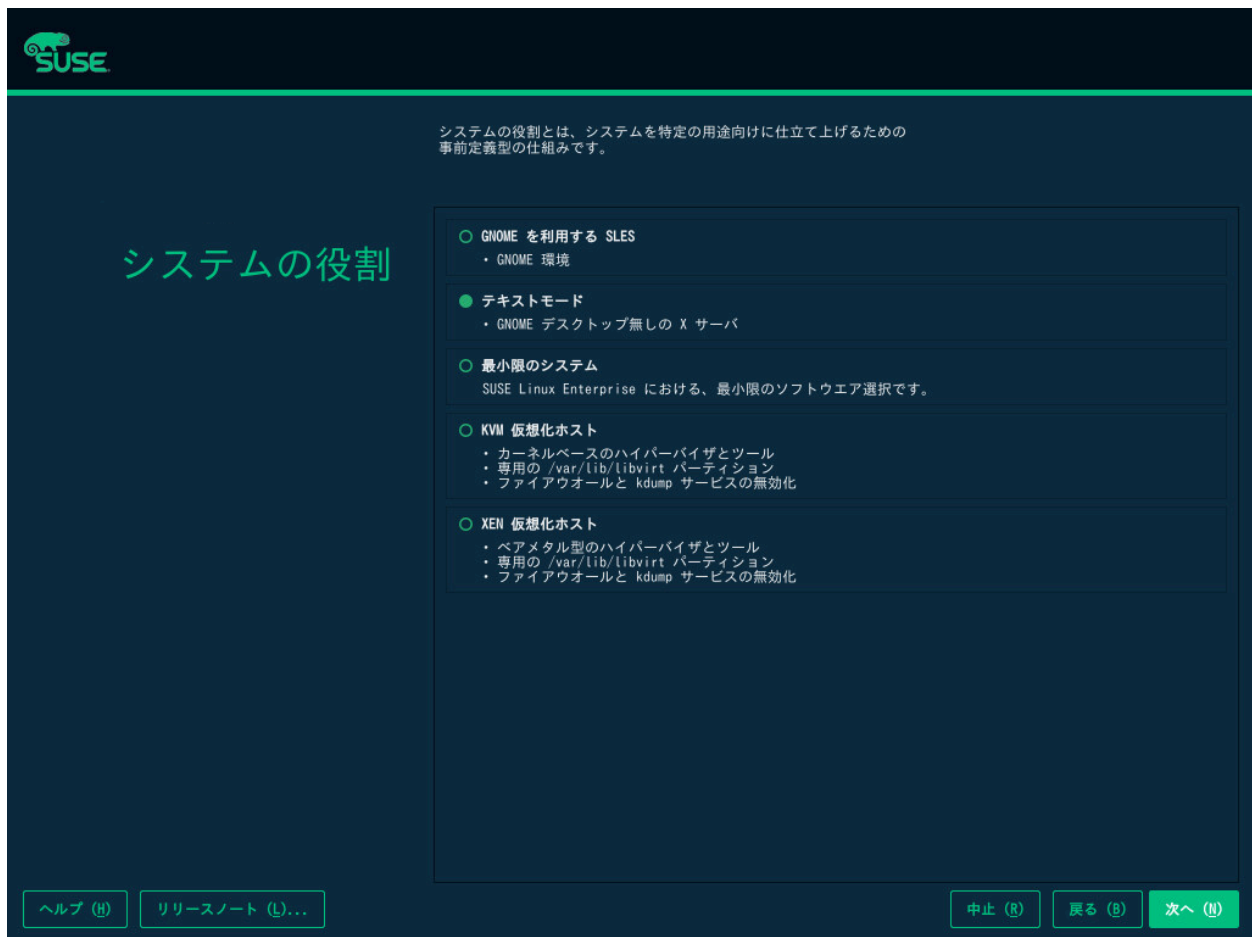 SUSE.
システムの役割とは、システムを特定の用途向けに仕立て上げるための
事前定義型の仕組みです。
システムの役割
GNOME を利用する SLES
・ GNOME 環境
テキストモード
・ GNOME デスクトップ無しの X サーバ
最小限のシステム
SUSE Linux Enterprise における、最小限のソフトウエア選択です。
KVM 仮想化ホスト
・ カーネルベースのハイパーバイザとツール
・ 専用の /var/lib/libvirt パーティション
・ ファイアウオールと kdump サービスの無効化
XEN 仮想化ホスト
・ ベアメタル型のハイパーバイザとツール
・ 専用の /var/lib/libvirt パーティション
・ ファイアウオールと kdump サービスの無効化
ヘルプ (H) リリースノート (L)... 中止 (R) 戻る (B) 次へ (N)